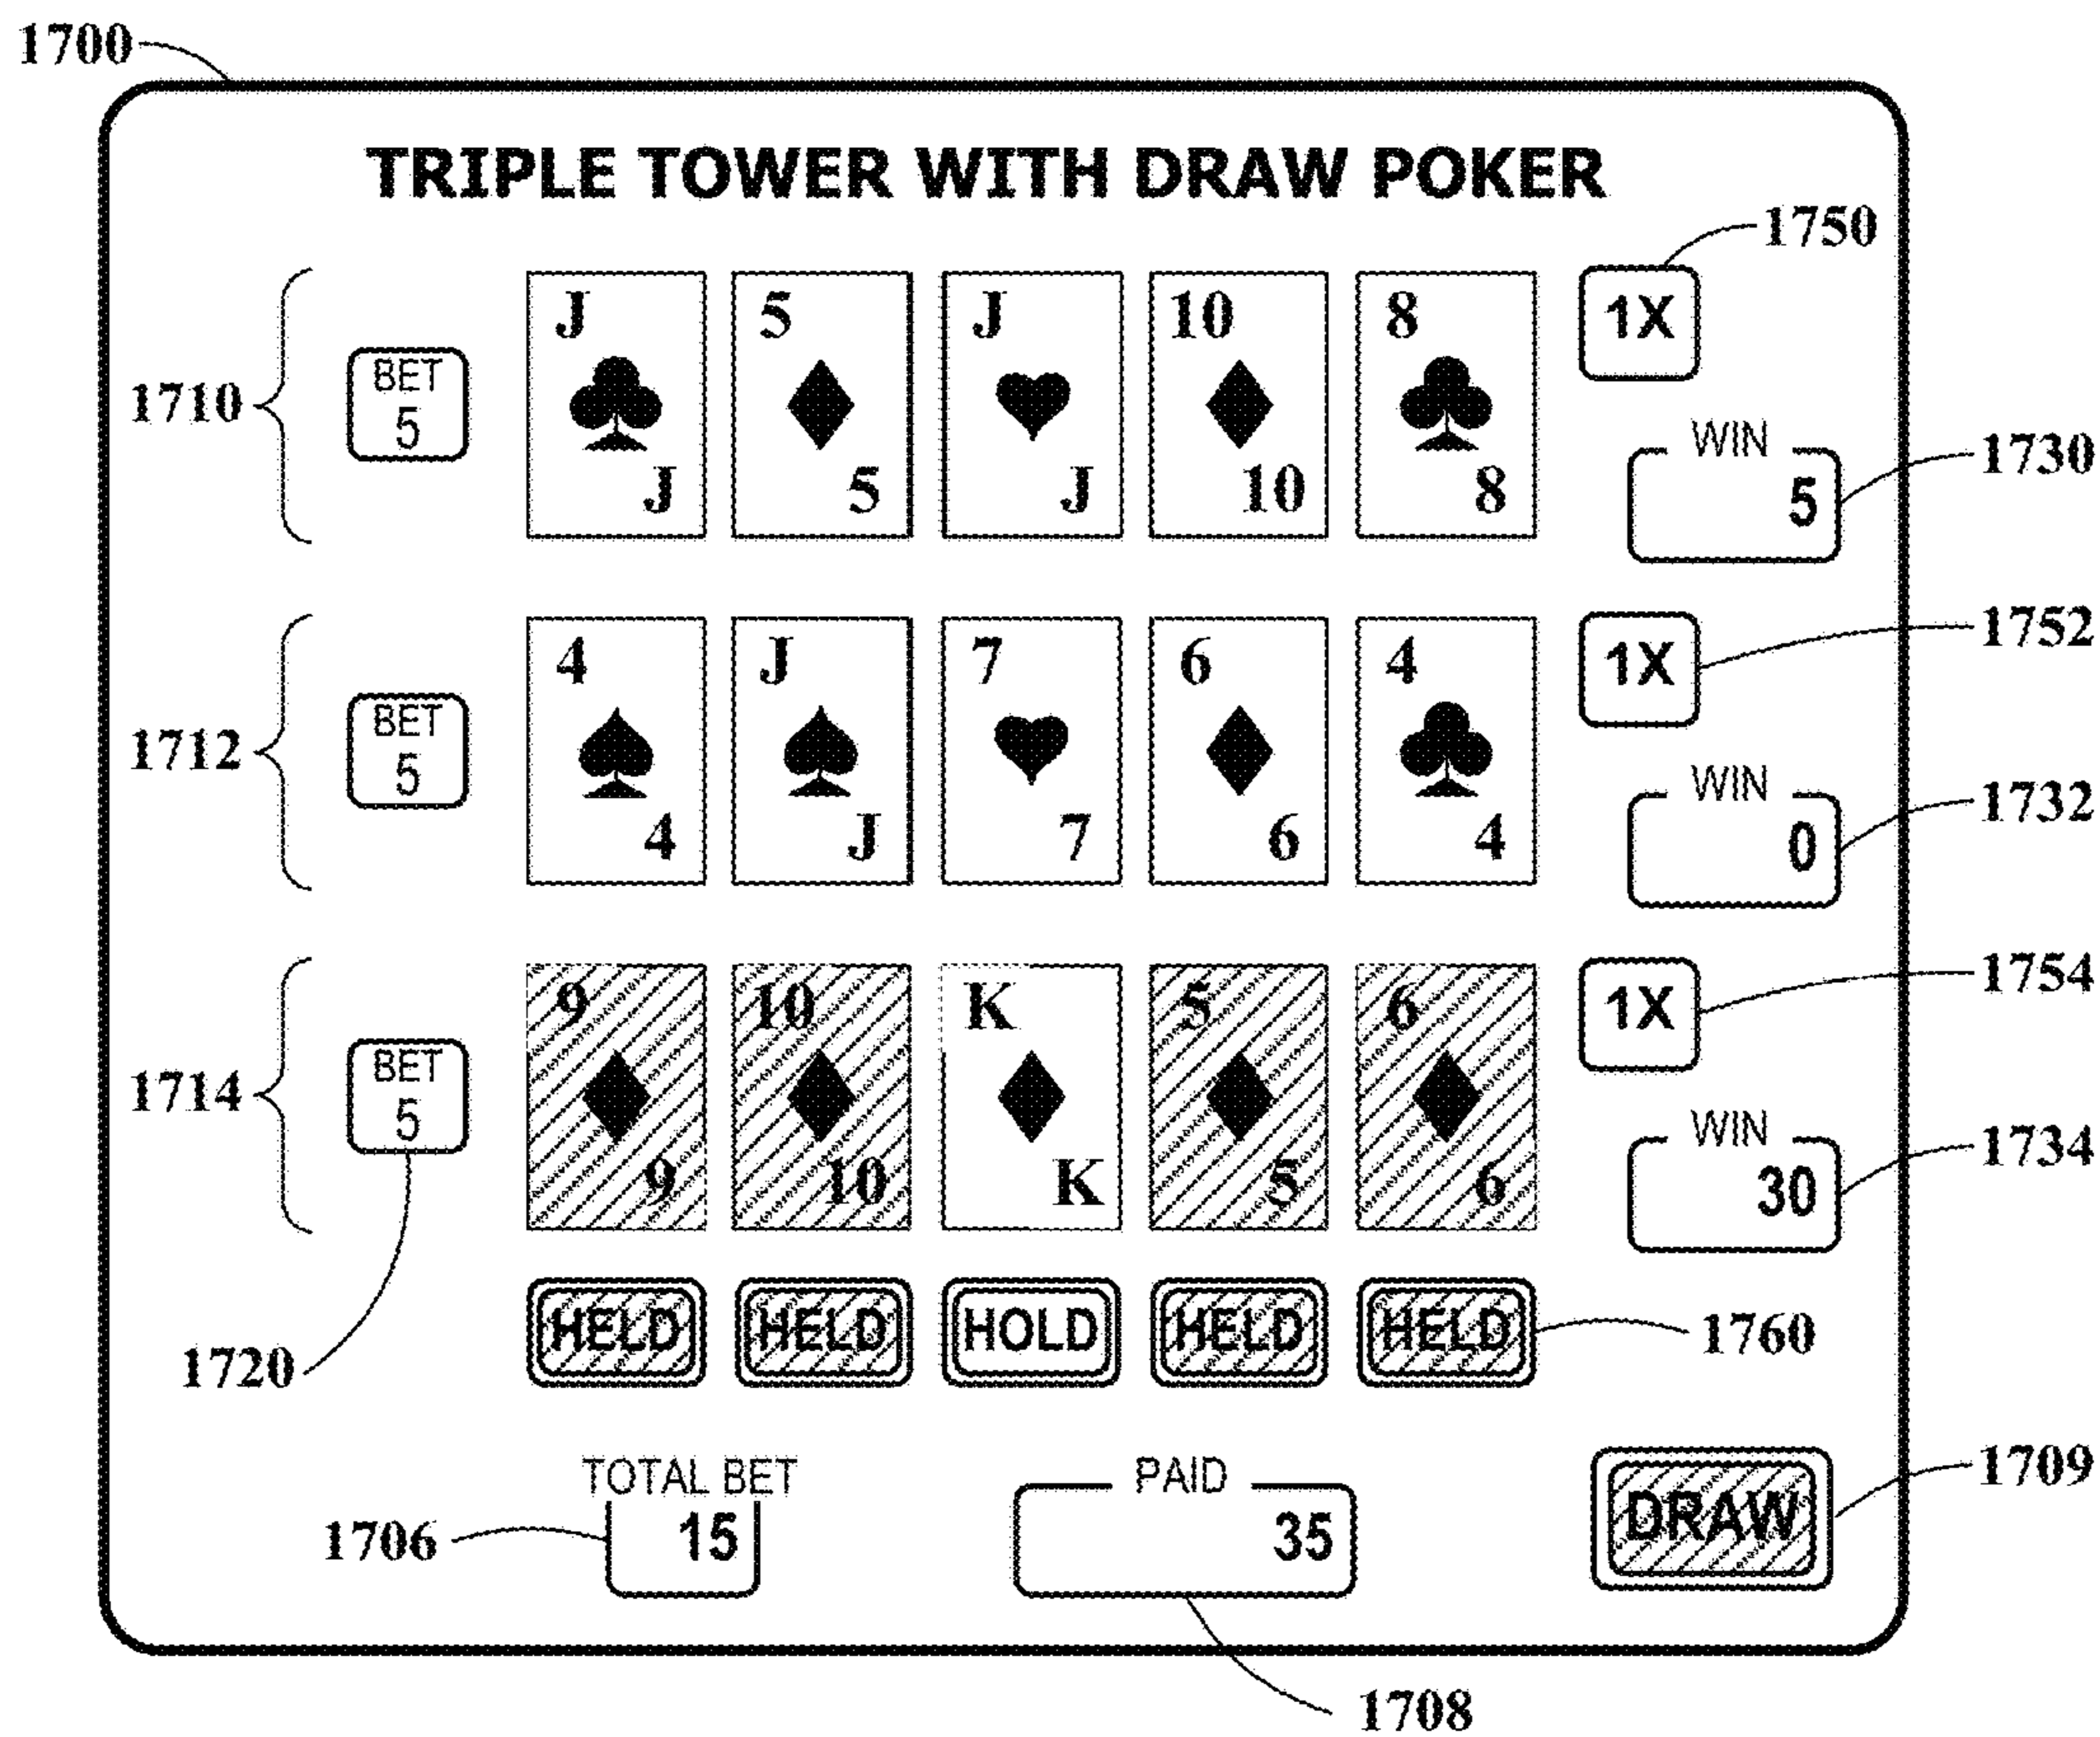 1700
TRIPLE TOWER WITH DRAW POKER
1750
J 5 J 10 8 1X
1710 BET 5
WIN 1730
J 5 J 10 8 5
4 J 7 6 4 1X 1752
1712 BET 5
WIN 1732
4 J 7 6 4 0
9 10 K 5 6 1X 1754
1714 BET 5
WIN 1734
9 10 K 5 6 30
HELD HELD HOLD HELD HELD 1760
1720
TOTAL BET PAID 1709
1706 15 35 DRAW
1708